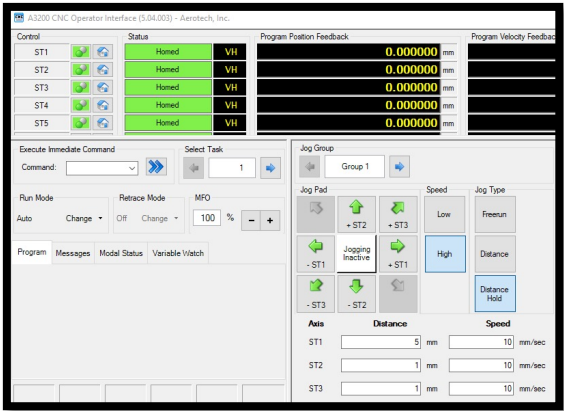 A3200 CNC Operator Interface (5.04.003) - Aerotech, Inc.
Control Status Program Position Feedback Program Velocity Feedbac
ST1 Homed VH 0.000000 mm
ST2 Homed VH 0.000000 mm
ST3 Homed VH 0.000000 mm
ST4 Homed VH 0.000000 mm
ST5 Homed VH 0.000000 mm
Execute Immediate Command Select Task
Command: 1
Run Mode Retrace Mode MFO
Auto Change Off Change 100 % - +
Program Messages Modal Status Variable Watch
Jog Group
Group 1
Jog Pad Speed Jog Type
+ ST2 + ST3 Low Freerun
- ST1 Jogging Inactive + ST1 High Distance
- ST3 - ST2 Distance Hold
Axis Distance Speed
ST1 5 mm 10 mm/sec
ST2 1 mm 10 mm/sec
ST3 1 mm 10 mm/sec